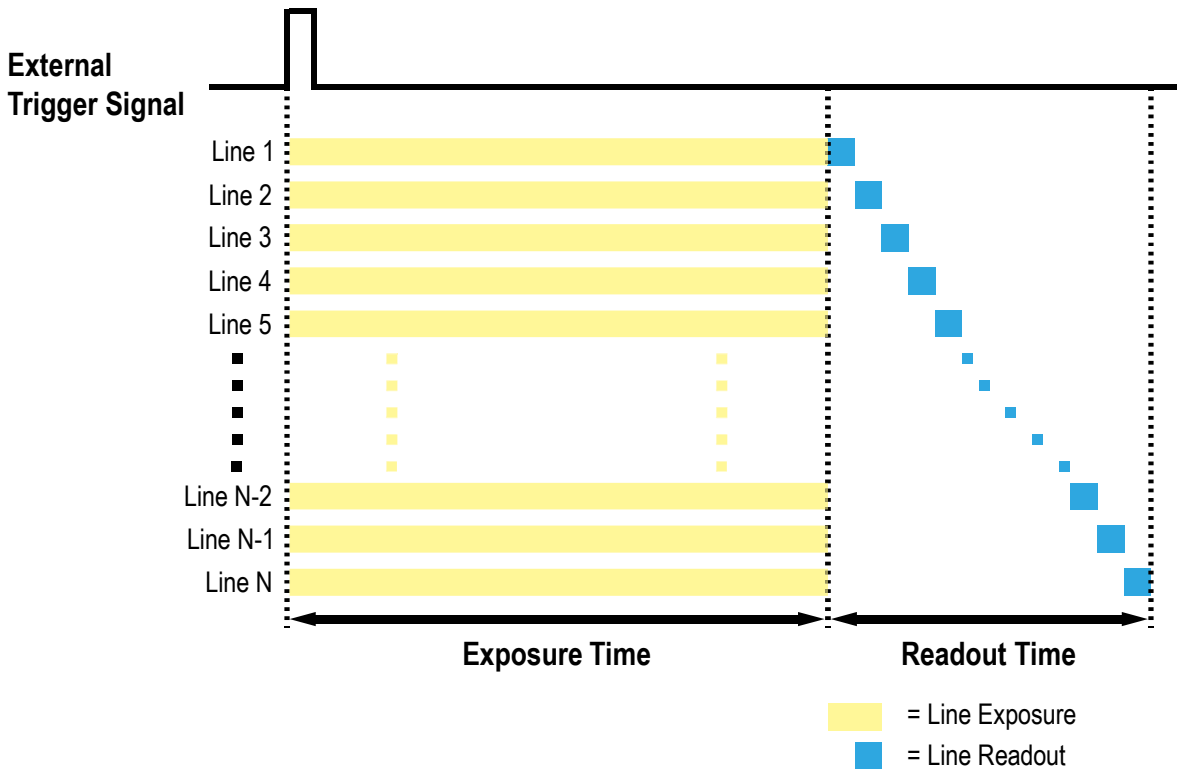 External
Trigger Signal
Line 1
Line 2
Line 3
Line 4
Line 5
Line N-2
Line N-1
Line N
Exposure Time
Readout Time
= Line Exposure
= Line Readout